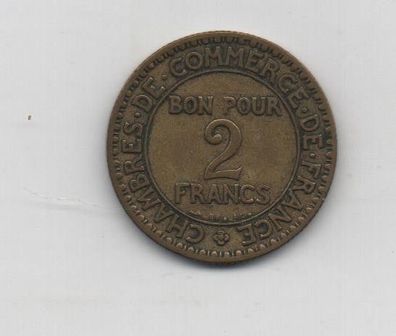 CHAMBRES·DE·COMMERCE·DE·FRANCE
BON POUR
2
FRANCS